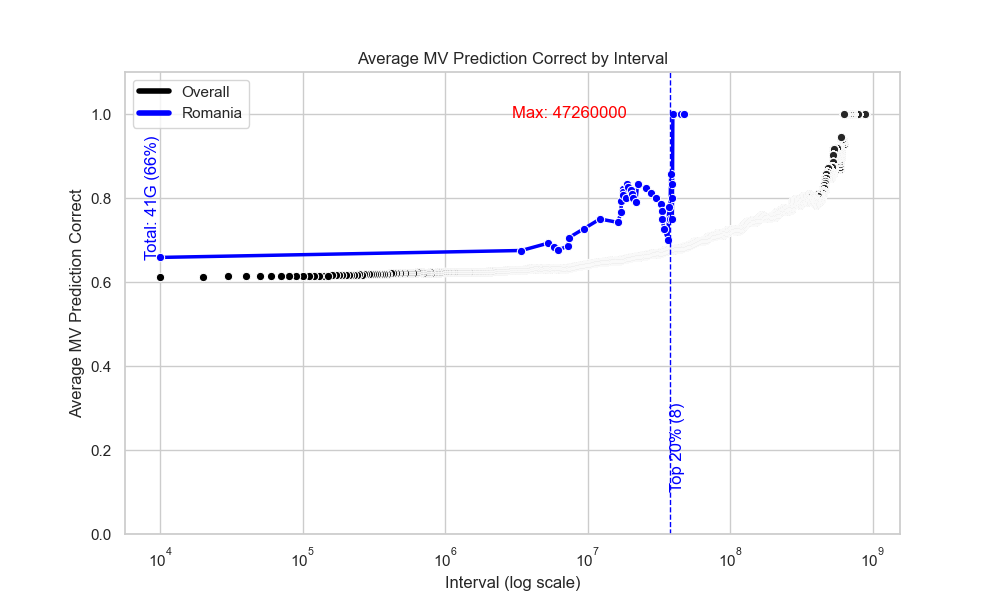 Average MV Prediction Correct by Interval
Overall
Romania
Max: 47260000
Total: 41G (66%)
Top 20% (8)
Average MV Prediction Correct
1.0
0.8
0.6
0.4
0.2
0.0
10^4
10^5
10^6
10^7
10^8
10^9
Interval (log scale)